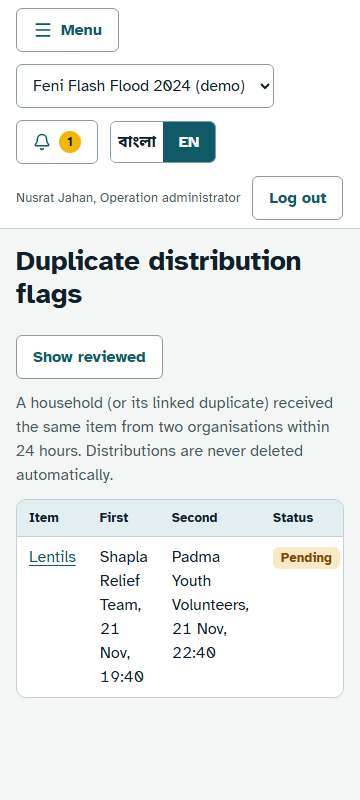 Menu
Feni Flash Flood 2024 (demo)
1
বাংলা EN
Nusrat Jahan, Operation administrator
Log out
Duplicate distribution
flags
Show reviewed
A household (or its linked duplicate) received
the same item from two organisations within
24 hours. Distributions are never deleted
automatically.
Item First Second Status
Lentils Shapla Relief Team, 21 Nov, 19:40 Padma Youth Volunteers, 21 Nov, 22:40 Pending